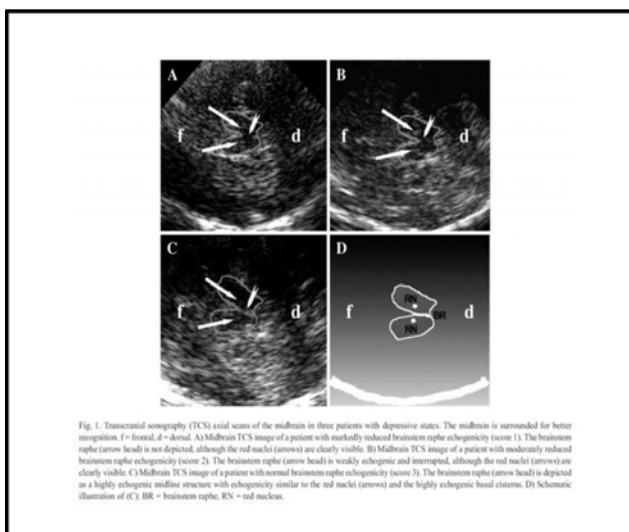 A
B
f
d
f
d
C
D
f
d
f
RN
BR
RN
d
Fig. 1. Transcranial sonography (TCS) axial scans of the midbrain in three patients with depressive states. The midbrain is surrounded for better
recognition. f = frontal, d = dorsal. A) Midbrain TCS image of a patient with markedly reduced brainstem raphe echogenicity (score 1). The brainstem
raphe (arrow head) is not depicted, although the red nuclei (arrows) are clearly visible. B) Midbrain TCS image of a patient with moderately reduced
brainstem raphe echogenicity (score 2). The brainstem raphe (arrow head) is weakly echogenic and interrupted, although the red nuclei (arrows) are
clearly visible. C) Midbrain TCS image of a patient with normal brainstem raphe echogenicity (score 3). The brainstem raphe (arrow head) is depicted
as a highly echogenic midline structure with echogenicity similar to the red nuclei (arrows) and the highly echogenic basal cisterns. D) Schematic
illustration of (C): BR = brainstem raphe, RN = red nucleus.